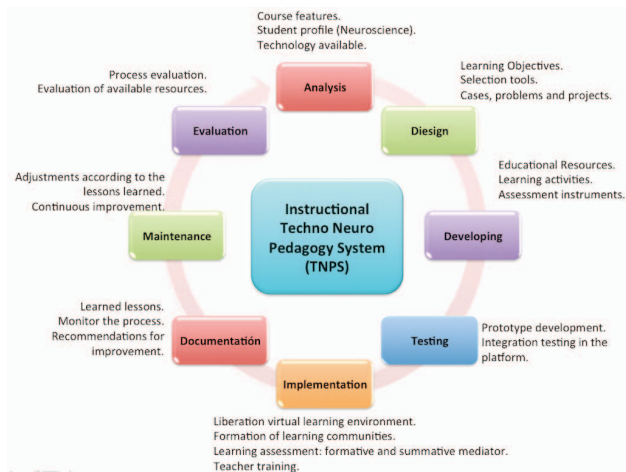 Course features.
Student profile (Neuroscience).
Technology available.
Analysis
Learning Objectives.
Selection tools.
Cases, problems and projects.
Diesign
Educational Resources.
Learning activities.
Assessment instruments.
Developing
Prototype development.
Integration testing in the
platform.
Testing
Implementation
Liberation virtual learning environment.
Formation of learning communities.
Learning assessment: formative and summative mediator.
Teacher training.
Learned lessons.
Monitor the process.
Recommendations for
improvement.
Documentatión
Adjustments according to the
lessons learned.
Continuous improvement.
Maintenance
Process evaluation.
Evaluation of available resources.
Evaluation
Instructional
Techno Neuro
Pedagogy System
(TNPS)